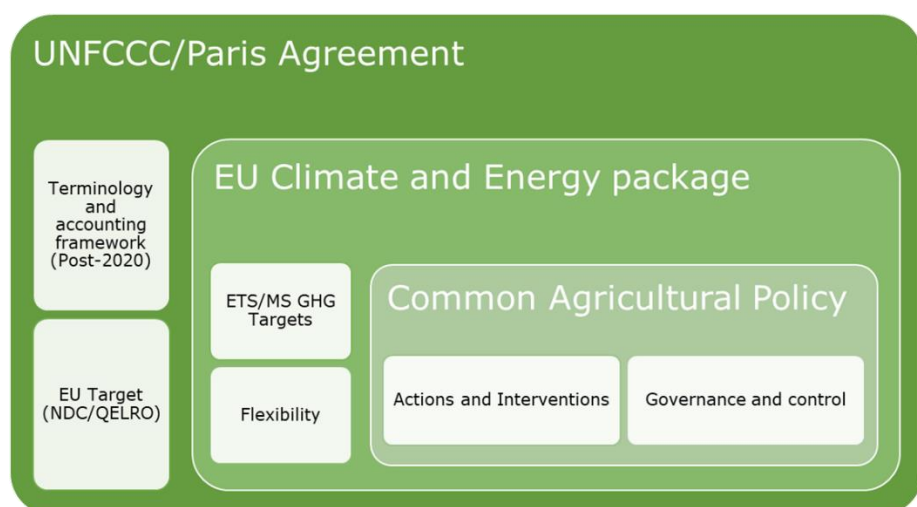 UNFCCC/Paris Agreement
Terminology
and
accounting
framework
(Post-2020)
EU Target
(NDC/QELRO)
EU Climate and Energy package
ETS/MS GHG
Targets
Flexibility
Common Agricultural Policy
Actions and Interventions
Governance and control